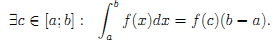 ∃c ∈ [a; b] : ∫_a^b f(x)dx = f(c)(b − a).